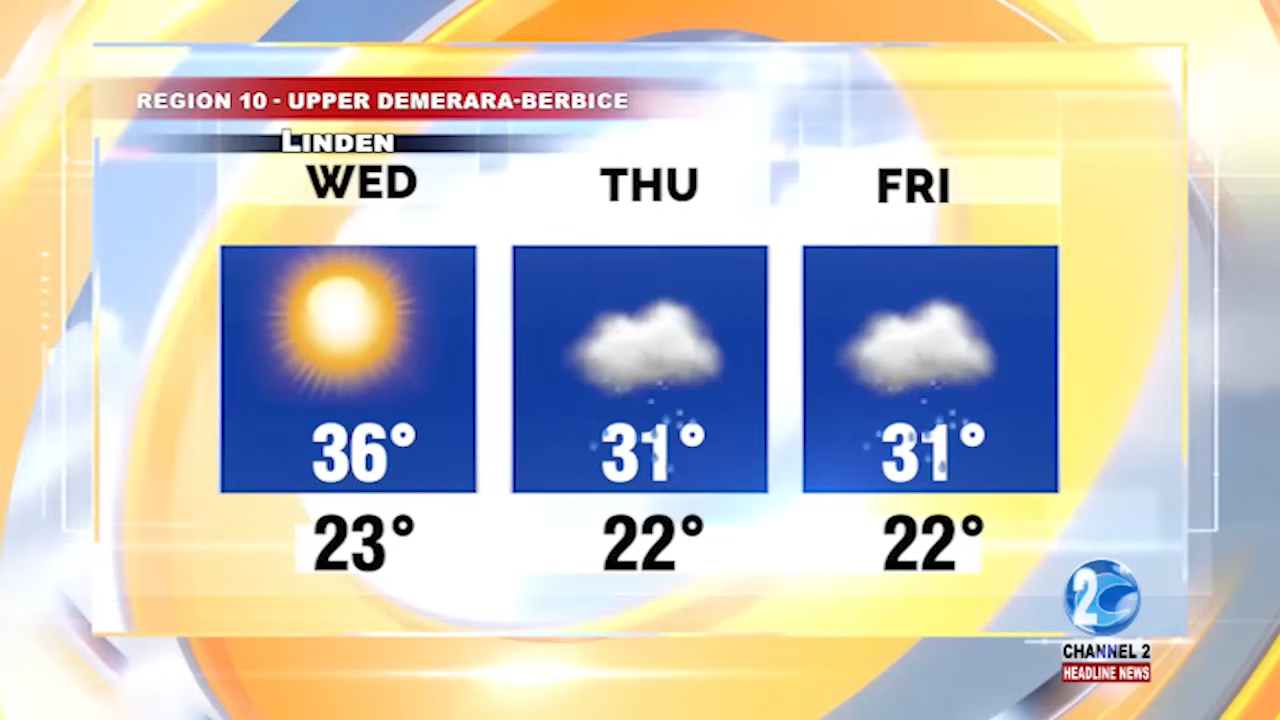 REGION 10 - UPPER DEMERARA-BERBICE
LINDEN
WED THU FRI
36° 31° 31°
23° 22° 22°
2
CHANNEL 2
HEADLINE NEWS